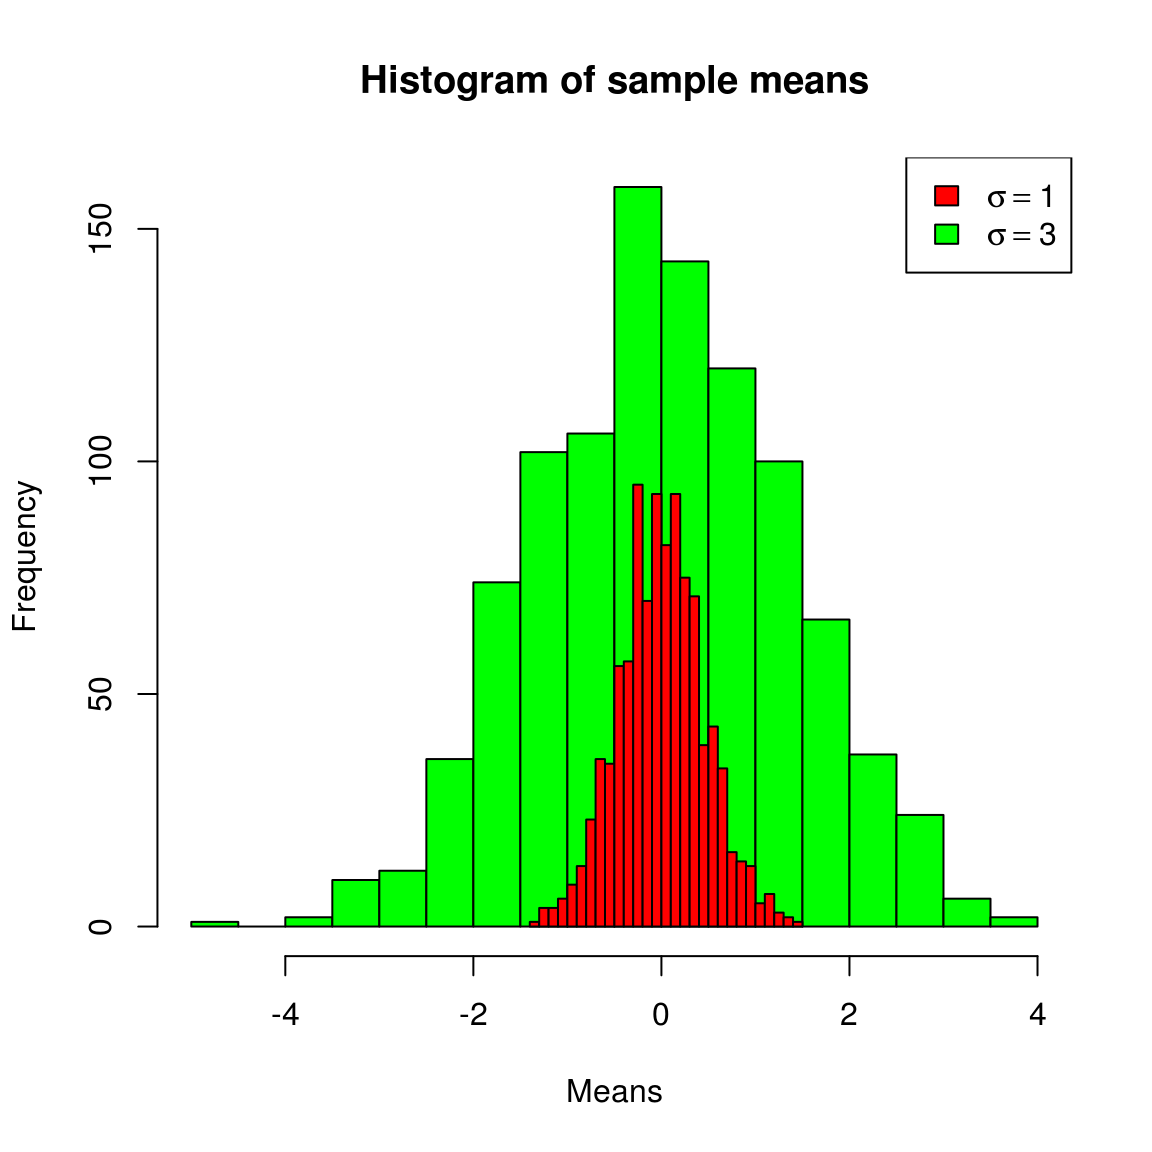 Histogram of sample means
σ = 1
σ = 3
150
100
50
0
Frequency
-4 -2 0 2 4
Means